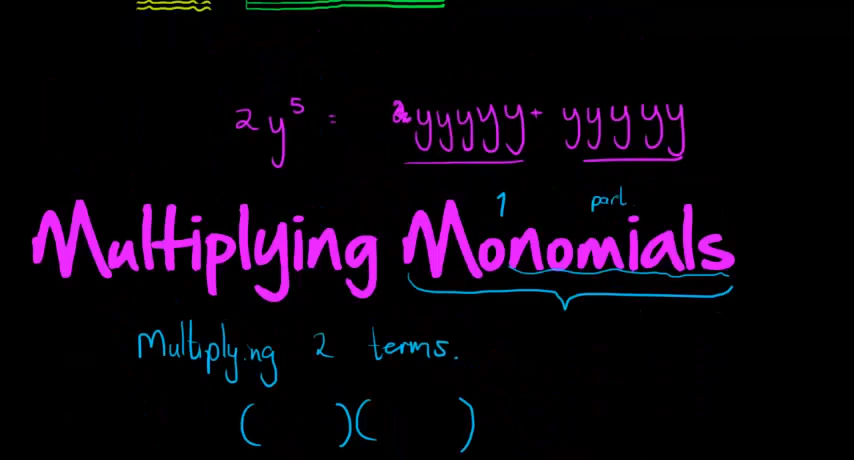 2y⁵ = yyyyy + yyyyy
1 part
Multiplying Monomials
Multiplying 2 terms.
( )( )